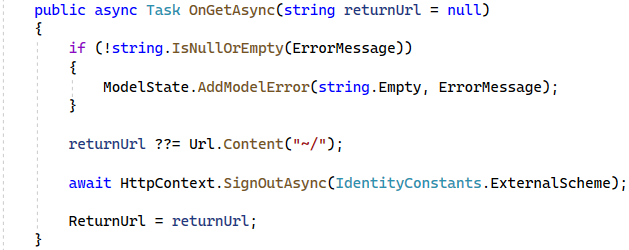 public async Task OnGetAsync(string returnUrl = null)
{
if (!string.IsNullOrEmpty(ErrorMessage))
{
ModelState.AddModelError(string.Empty, ErrorMessage);
}
returnUrl ??= Url.Content("~/");
await HttpContext.SignOutAsync(IdentityConstants.ExternalScheme);
ReturnUrl = returnUrl;
}